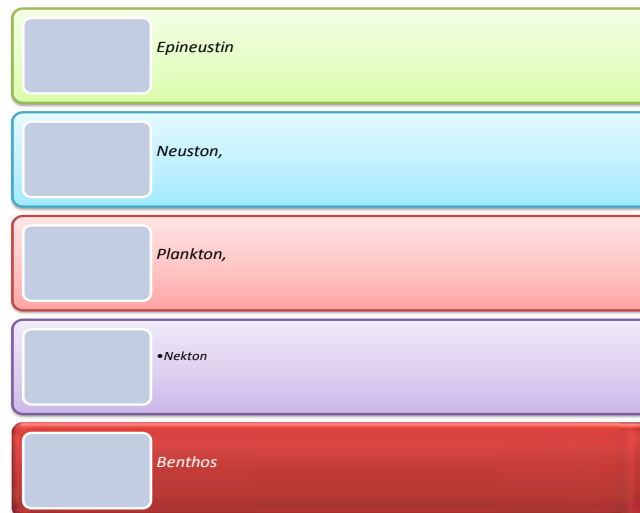 Epineustin
Neuston,
Plankton,
•Nekton
Benthos